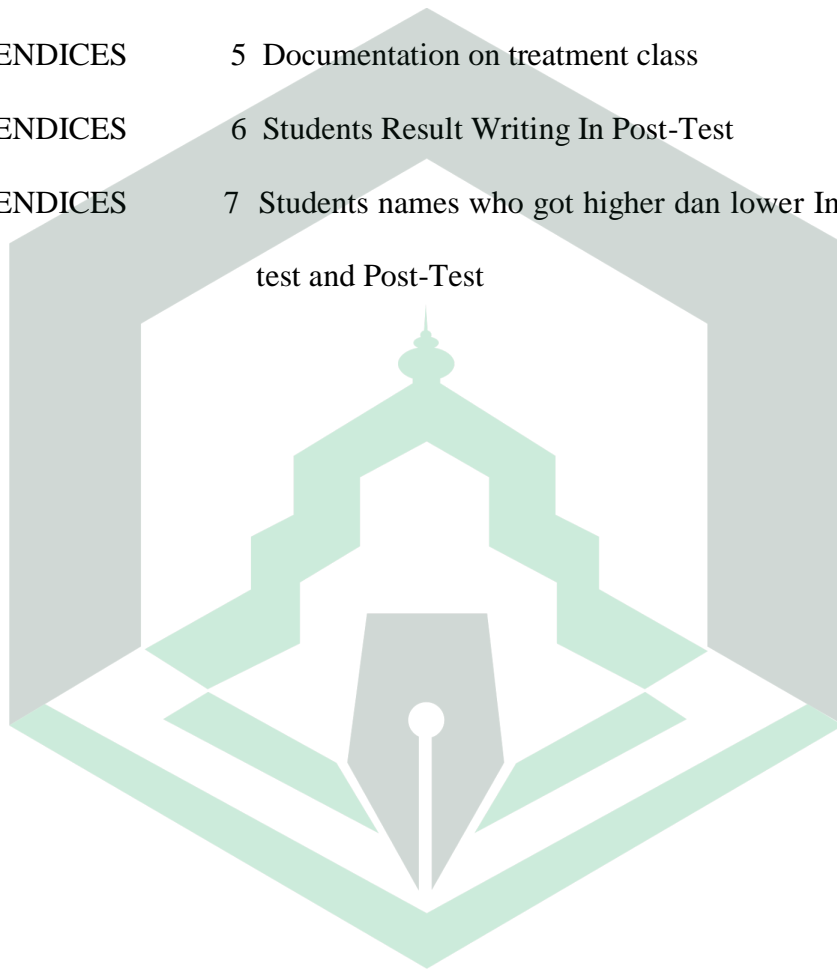 ENDICES 5 Documentation on treatment class
ENDICES 6 Students Result Writing In Post-Test
ENDICES 7 Students names who got higher dan lower In
test and Post-Test